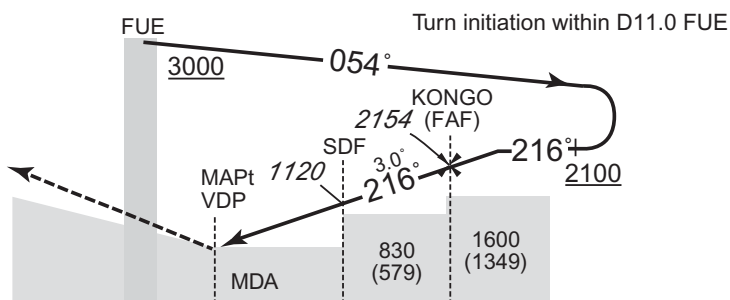 FUE
Turn initiation within D11.0 FUE
3000
054°
KONGO
(FAF)
2154
SDF
3.0°
216°
216°
2100
1120
MAPt
VDP
MDA
830
(579)
1600
(1349)